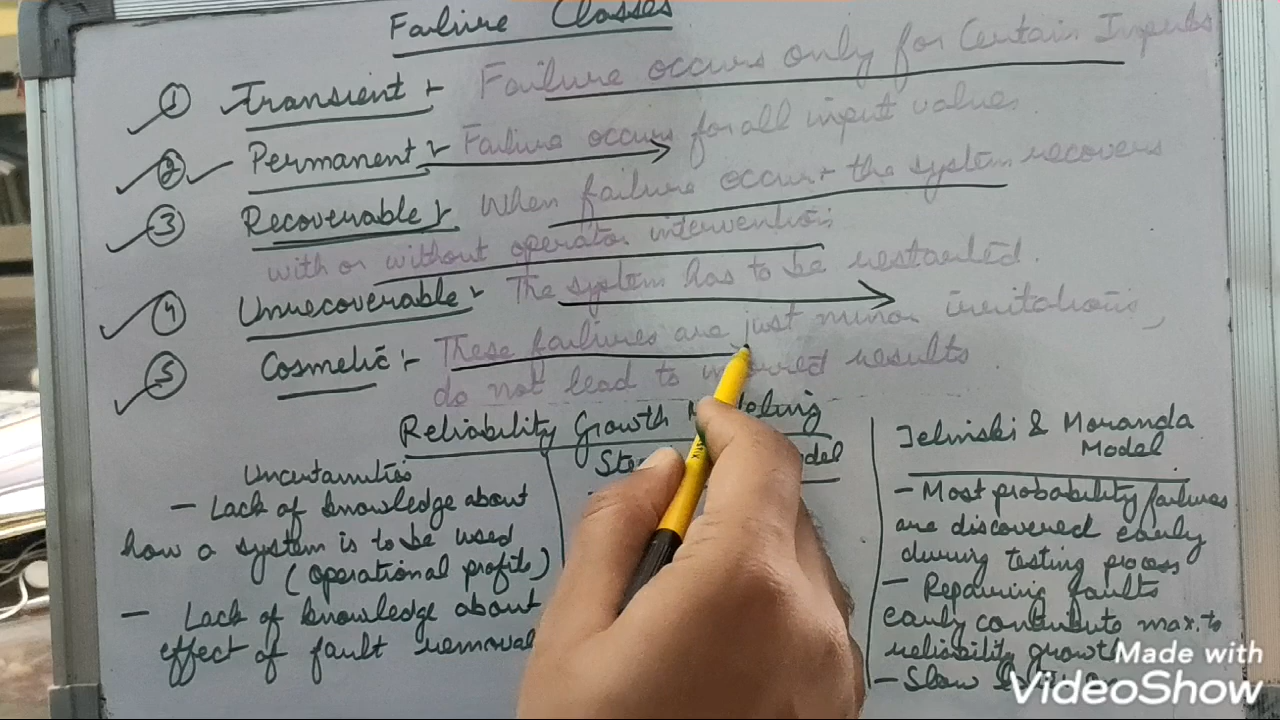 Failure Classes
① Transient :- Failure occurs only for Certain Inputs
② Permanent :- Failure occurs for all input values
③ Recoverable :- When failure occurs the system recovers
with or without operator intervention
④ Unrecoverable :- The system has to be restarted.
⑤ Cosmetic :- These failures are just minor irritations,
do not lead to results.
Reliability Growth
Uncertainities
- Lack of knowledge about
how a system is to be used
(operational profile)
- Lack of knowledge about
effect of fault removal
Jelinski & Moranda
Model
- Most probability failures
are discovered early
during testing process
- Repairing faults
early contributes max. to
reliability growth
- Slow
Made with
VideoShow